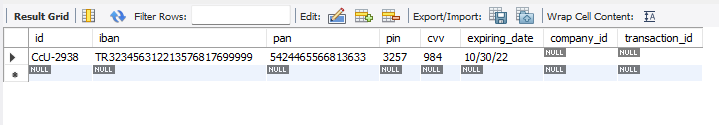 Result Grid Filter Rows: Edit: Export/Import: Wrap Cell Content: IA
id iban pan pin cvv expiring_date company_id transaction_id
CcU-2938 TR323456312213576817699999 5424465566813633 3257 984 10/30/22 NULL NULL
NULL NULL NULL NULL NULL NULL NULL NULL